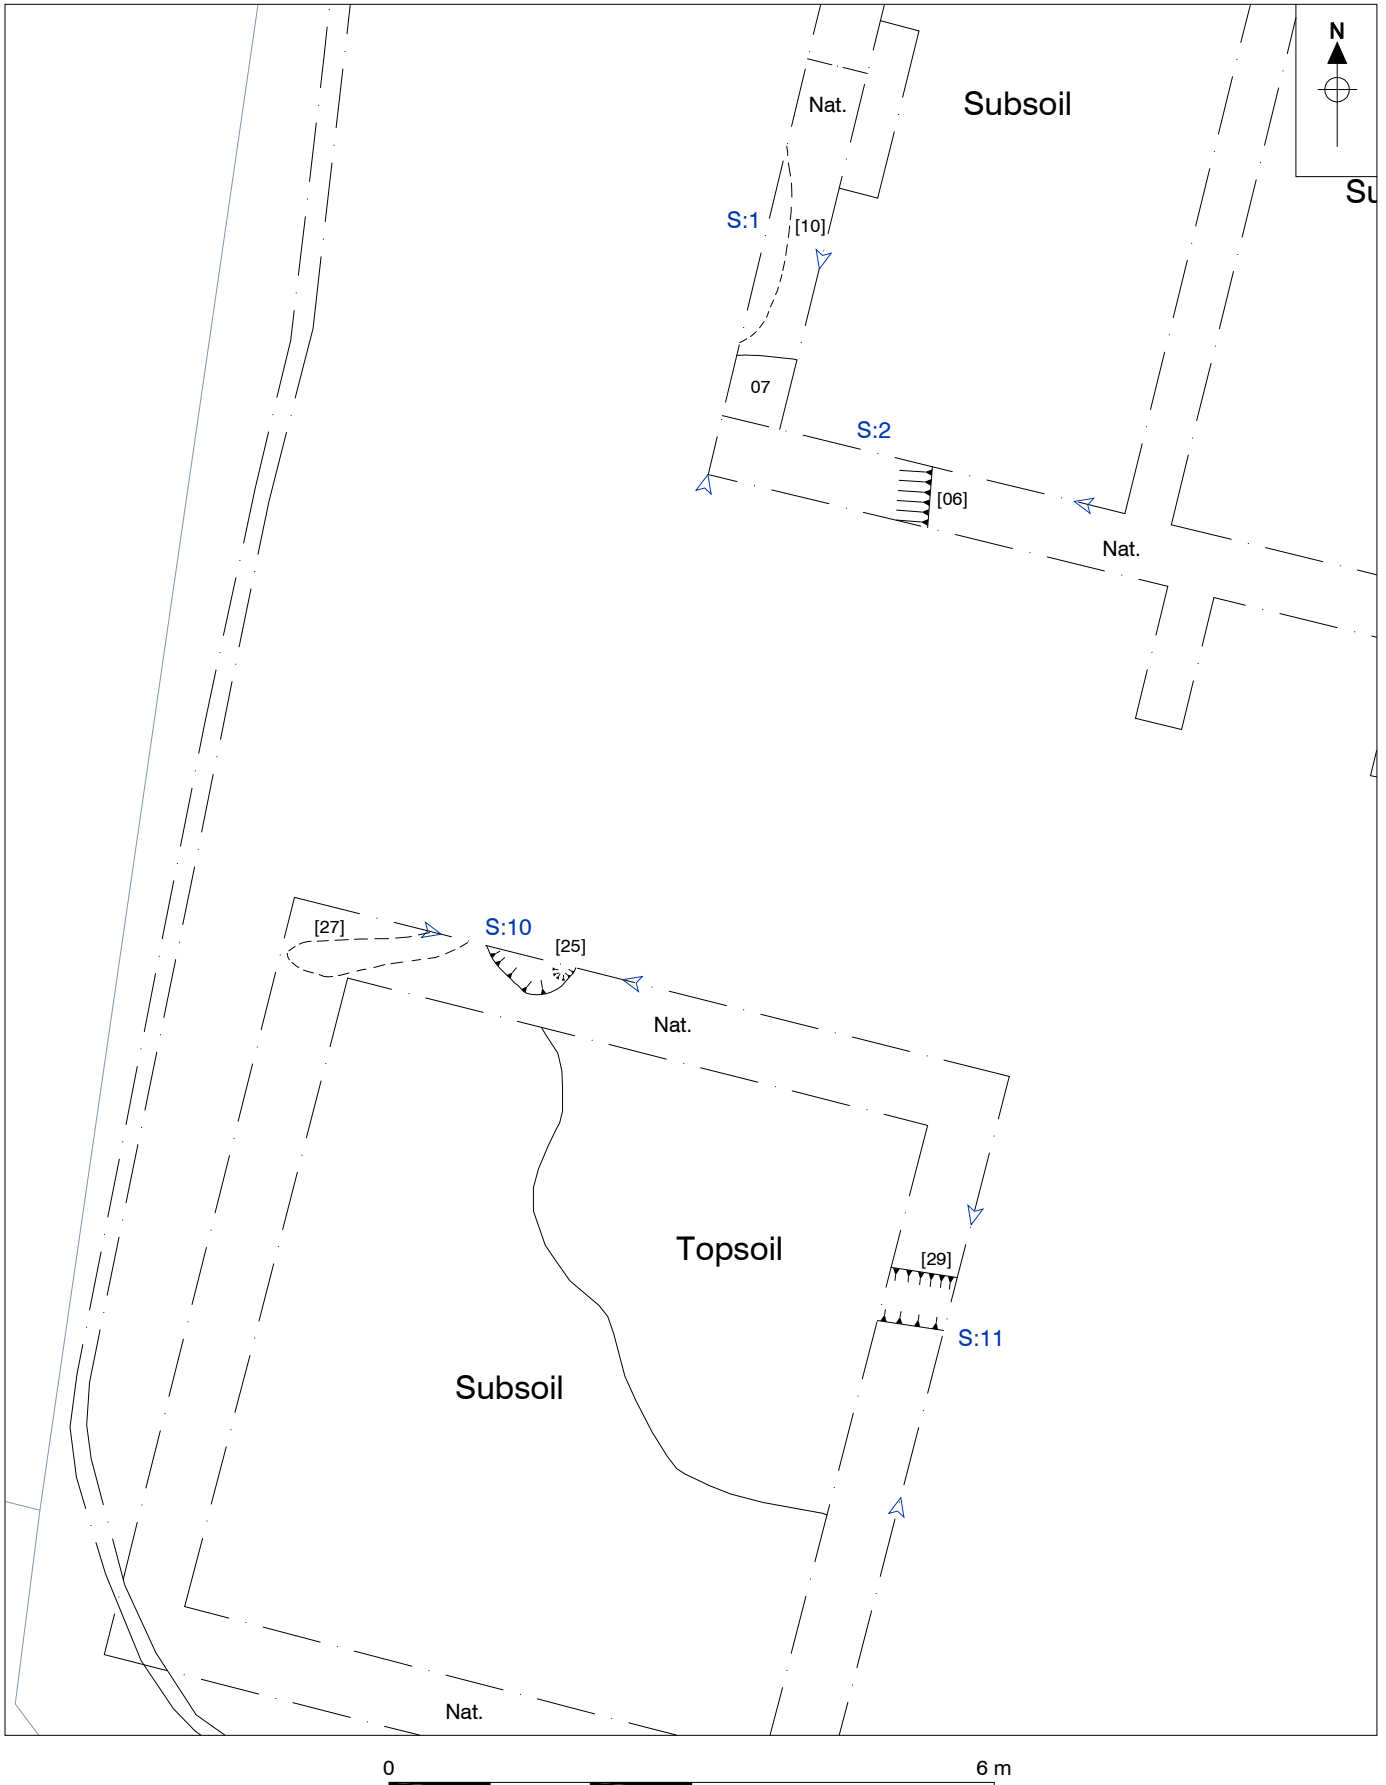 N
Nat.
Subsoil
Su
S:1
[10]
07
S:2
[06]
Nat.
[27]
S:10
[25]
Nat.
Topsoil
[29]
S:11
Subsoil
Nat.
0
6 m